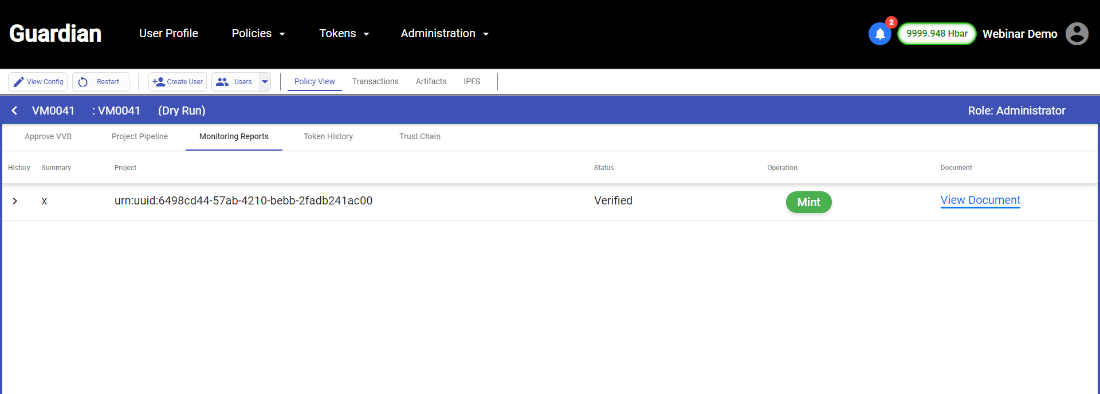 Guardian User Profile Policies Tokens Administration 2 9999.948 Hbar Webinar Demo
View Config Restart Create User Users Policy View Transactions Artifacts IPFS
VM0041 : VM0041 (Dry Run) Role: Administrator
Approve VVB Project Pipeline Monitoring Reports Token History Trust Chain
History Summary Project Status Operation Document
x urn:uuid:6498cd44-57ab-4210-bebb-2fadb241ac00 Verified Mint View Document